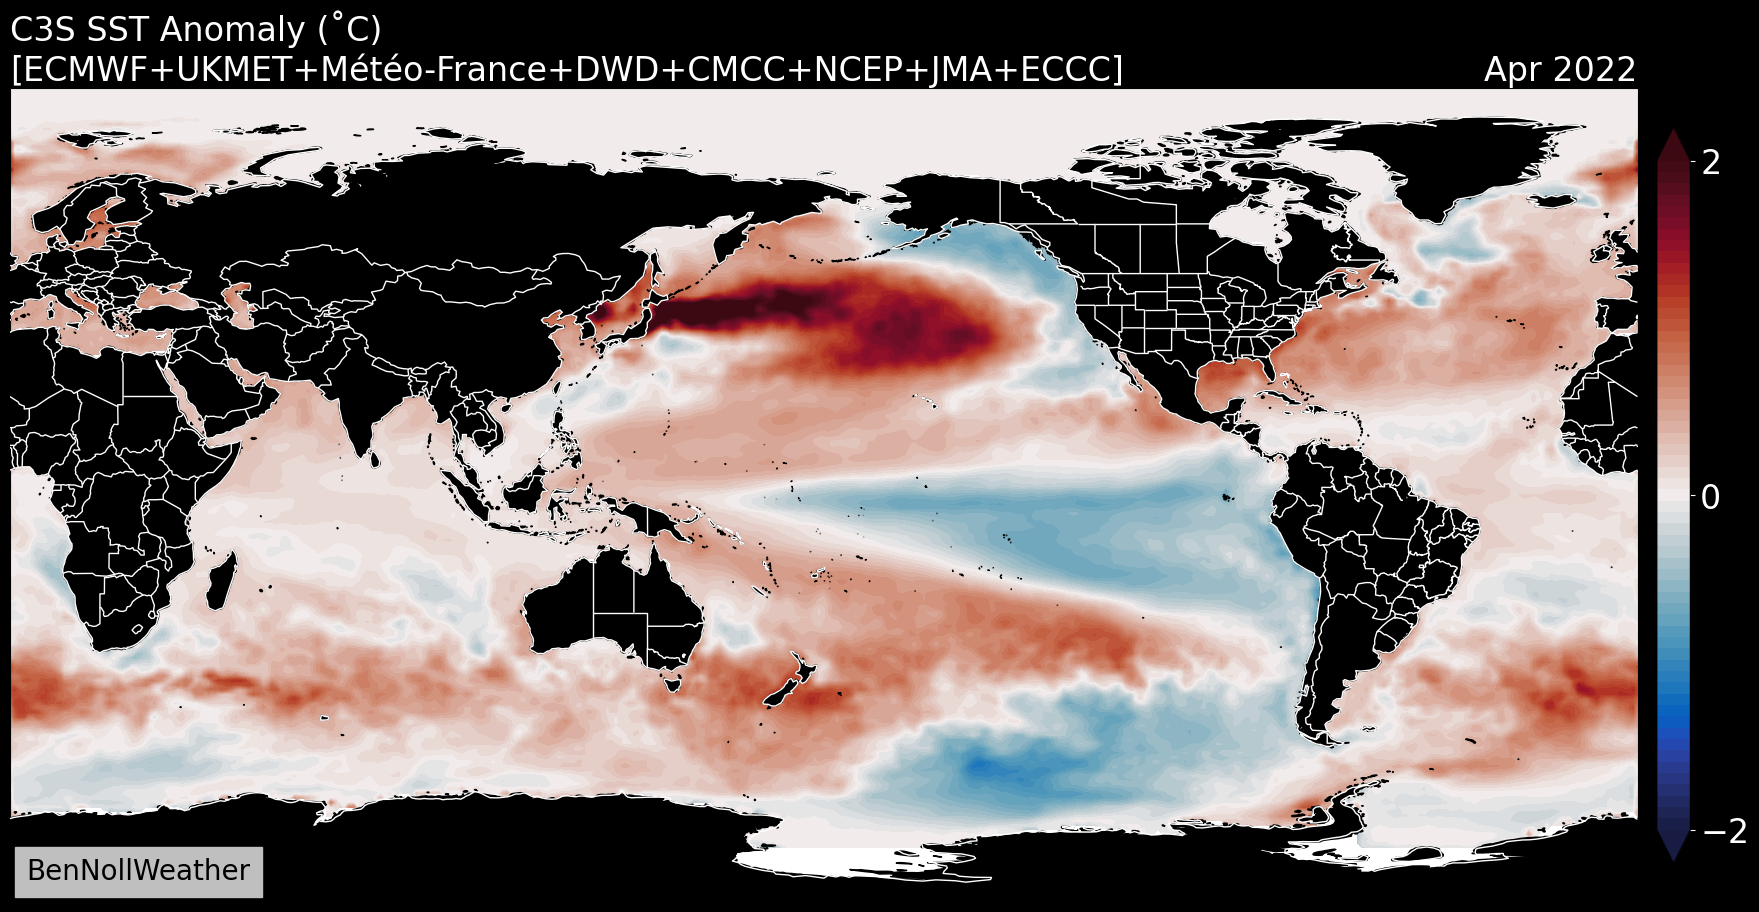 C3S SST Anomaly (˚C)
[ECMWF+UKMET+Météo-France+DWD+CMCC+NCEP+JMA+ECCC]
Apr 2022
2
0
−2
BenNollWeather